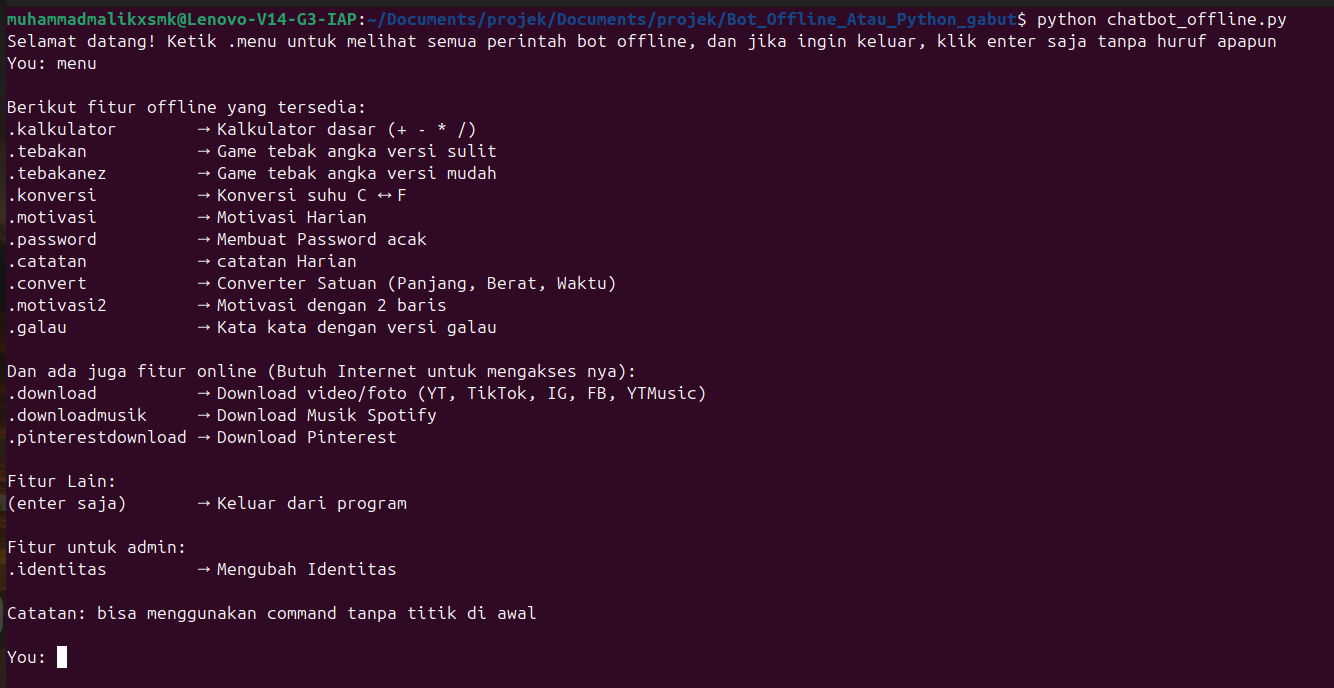 muhammadmalikxsmk@Lenovo-V14-G3-IAP:~/Documents/projek/Documents/projek/Bot_Offline_Atau_Python_gabut$ python chatbot_offline.py
Selamat datang! Ketik .menu untuk melihat semua perintah bot offline, dan jika ingin keluar, klik enter saja tanpa huruf apapun
You: menu
Berikut fitur offline yang tersedia:
.kalkulator → Kalkulator dasar (+ - * /)
.tebakan → Game tebak angka versi sulit
.tebakanez → Game tebak angka versi mudah
.konversi → Konversi suhu C ↔ F
.motivasi → Motivasi Harian
.password → Membuat Password acak
.catatan → catatan Harian
.convert → Converter Satuan (Panjang, Berat, Waktu)
.motivasi2 → Motivasi dengan 2 baris
.galau → Kata kata dengan versi galau
Dan ada juga fitur online (Butuh Internet untuk mengakses nya):
.download → Download video/foto (YT, TikTok, IG, FB, YTMusic)
.downloadmusik → Download Musik Spotify
.pinterestdownload → Download Pinterest
Fitur Lain:
(enter saja) → Keluar dari program
Fitur untuk admin:
.identitas → Mengubah Identitas
Catatan: bisa menggunakan command tanpa titik di awal
You: